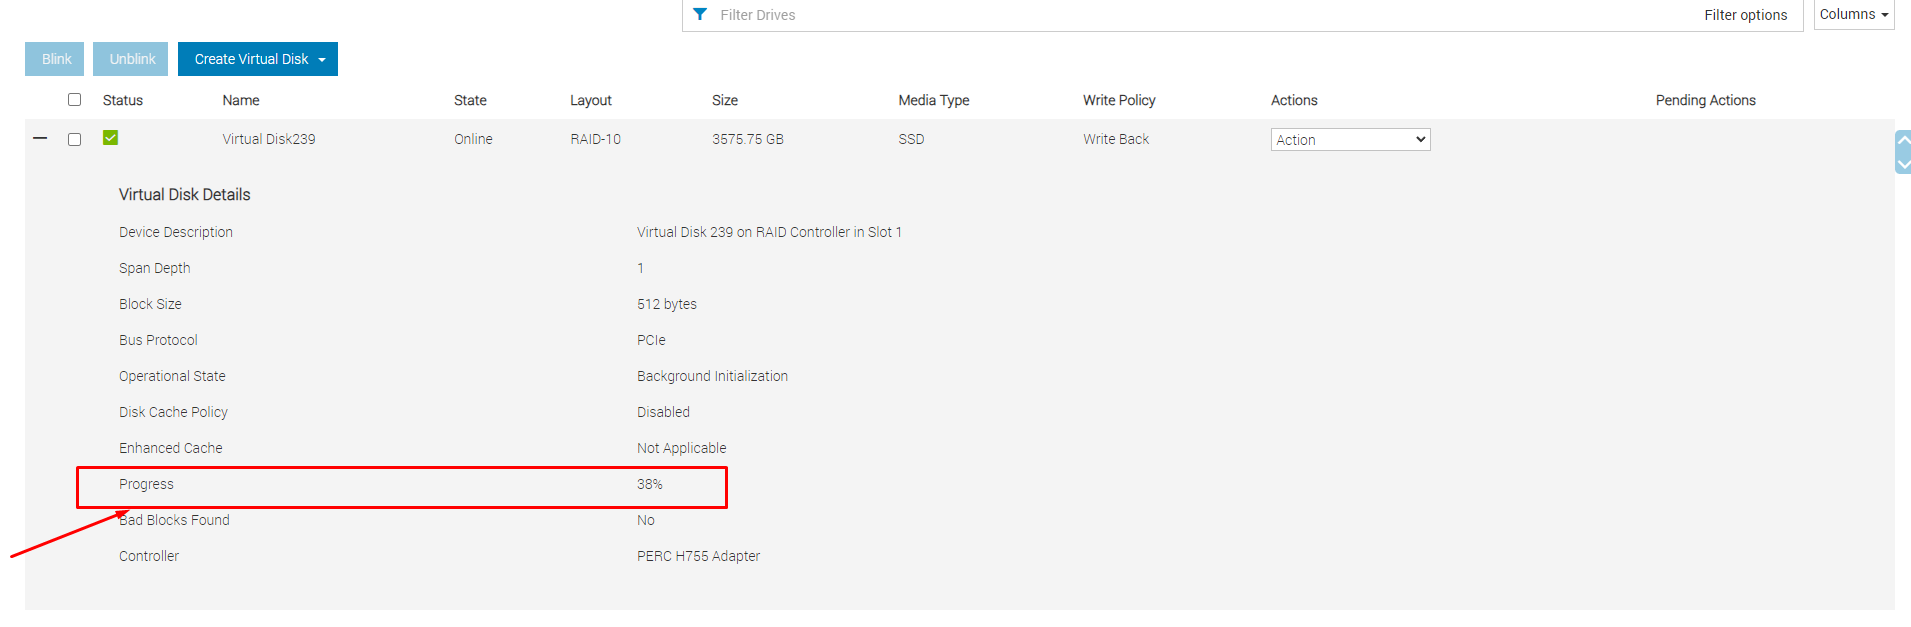 Filter Drives Filter options Columns
Blink Unblink Create Virtual Disk
Status Name State Layout Size Media Type Write Policy Actions Pending Actions
Virtual Disk239 Online RAID-10 3575.75 GB SSD Write Back Action
Virtual Disk Details
Device Description Virtual Disk 239 on RAID Controller in Slot 1
Span Depth 1
Block Size 512 bytes
Bus Protocol PCIe
Operational State Background Initialization
Disk Cache Policy Disabled
Enhanced Cache Not Applicable
Progress 38%
Bad Blocks Found No
Controller PERC H755 Adapter